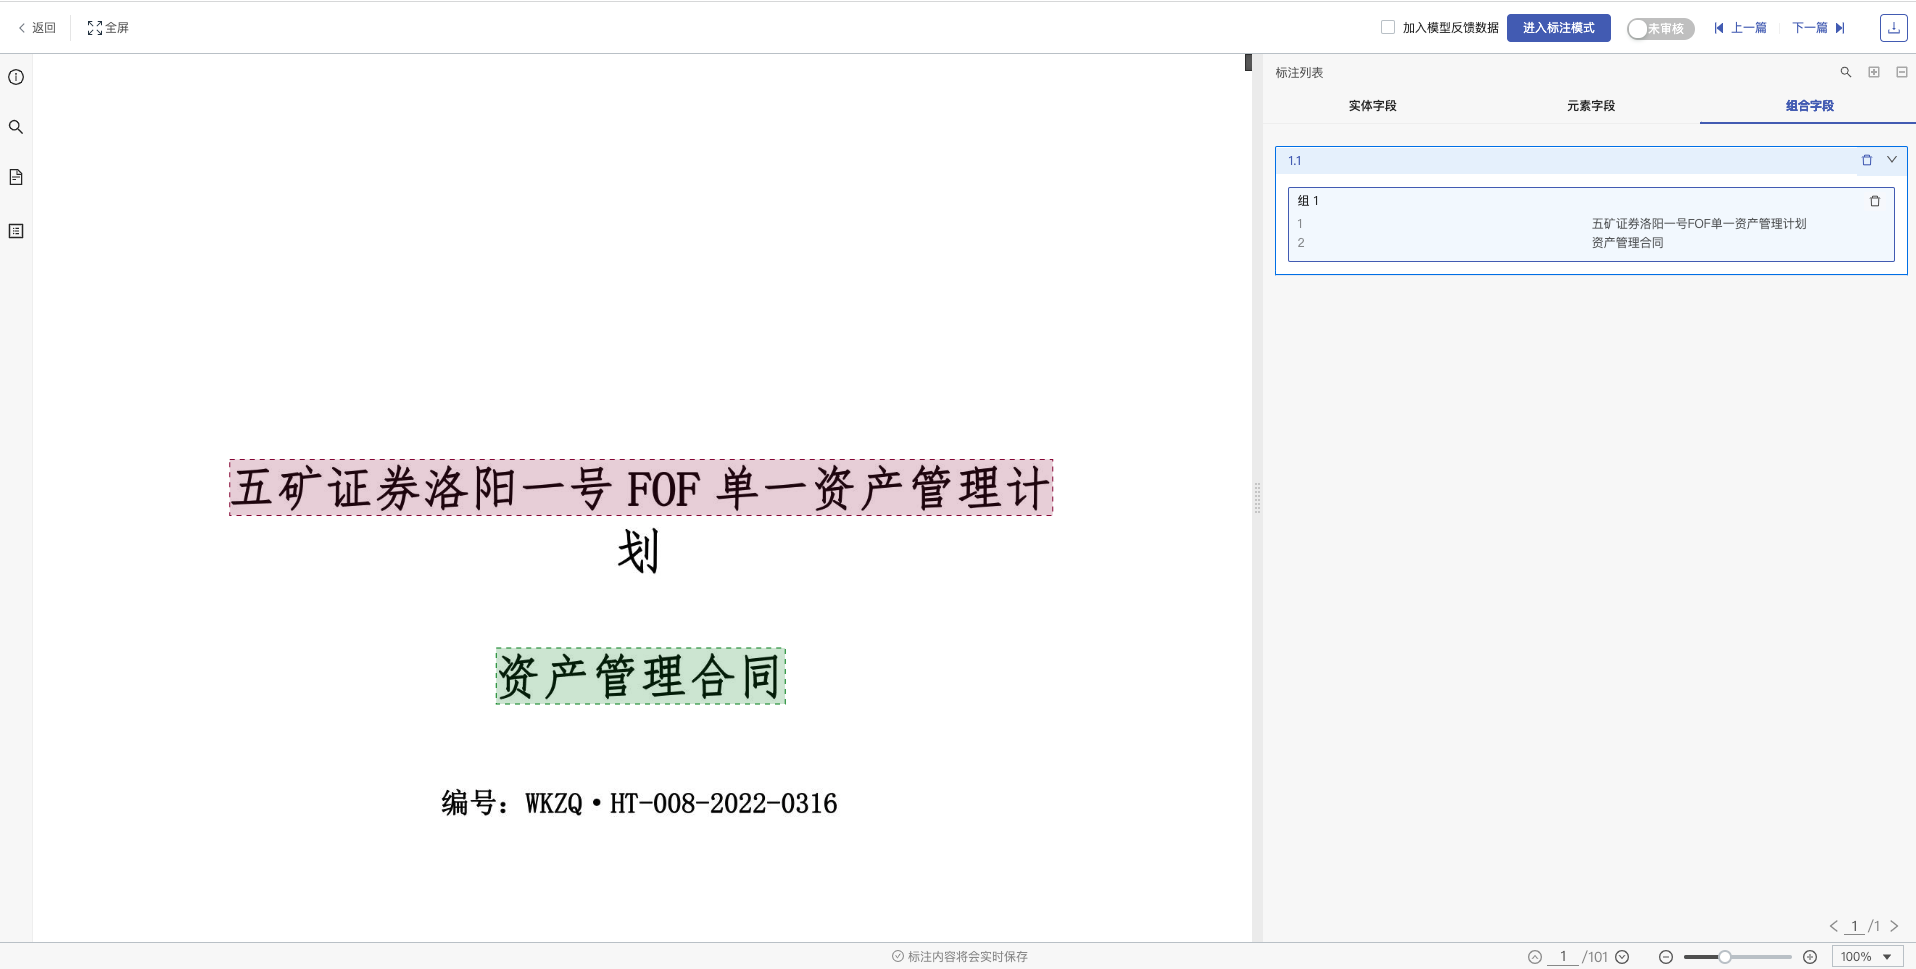 返回 全屏
加入模型反馈数据 进入标注模式 未审核 上一篇 下一篇
标注列表
实体字段 元素字段 组合字段
1.1
组 1
1 五矿证券洛阳一号FOF单一资产管理计划
2 资产管理合同
五矿证券洛阳一号 FOF 单一资产管理计
划
资产管理合同
编号：WKZQ·HT-008-2022-0316
1 /1
标注内容将会实时保存
1 /101 100%